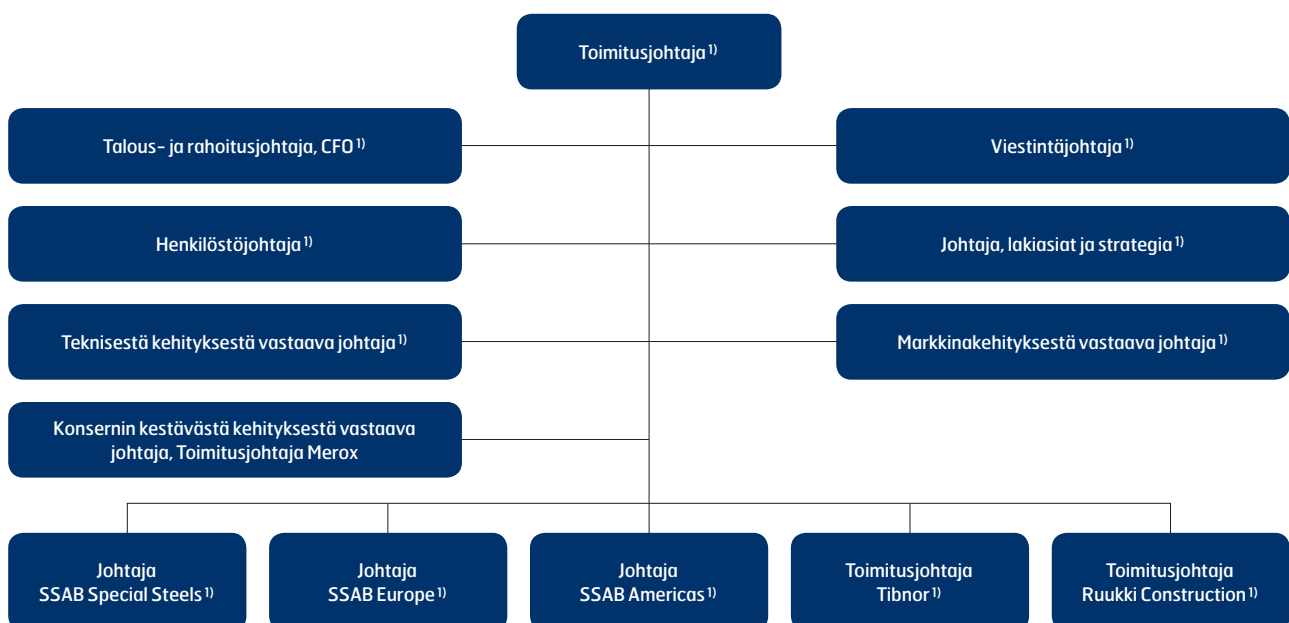 Toimitusjohtaja 1)
Talous- ja rahoitusjohtaja, CFO 1)
Viestintäjohtaja 1)
Henkilöstöjohtaja 1)
Johtaja, lakiasiat ja strategia 1)
Teknisestä kehityksestä vastaava johtaja 1)
Markkinakehityksestä vastaava johtaja 1)
Konsernin kestävästä kehityksestä vastaava
johtaja, Toimitusjohtaja Merox
Johtaja
SSAB Special Steels 1)
Johtaja
SSAB Europe 1)
Johtaja
SSAB Americas 1)
Toimitusjohtaja
Tibnor 1)
Toimitusjohtaja
Ruukki Construction 1)